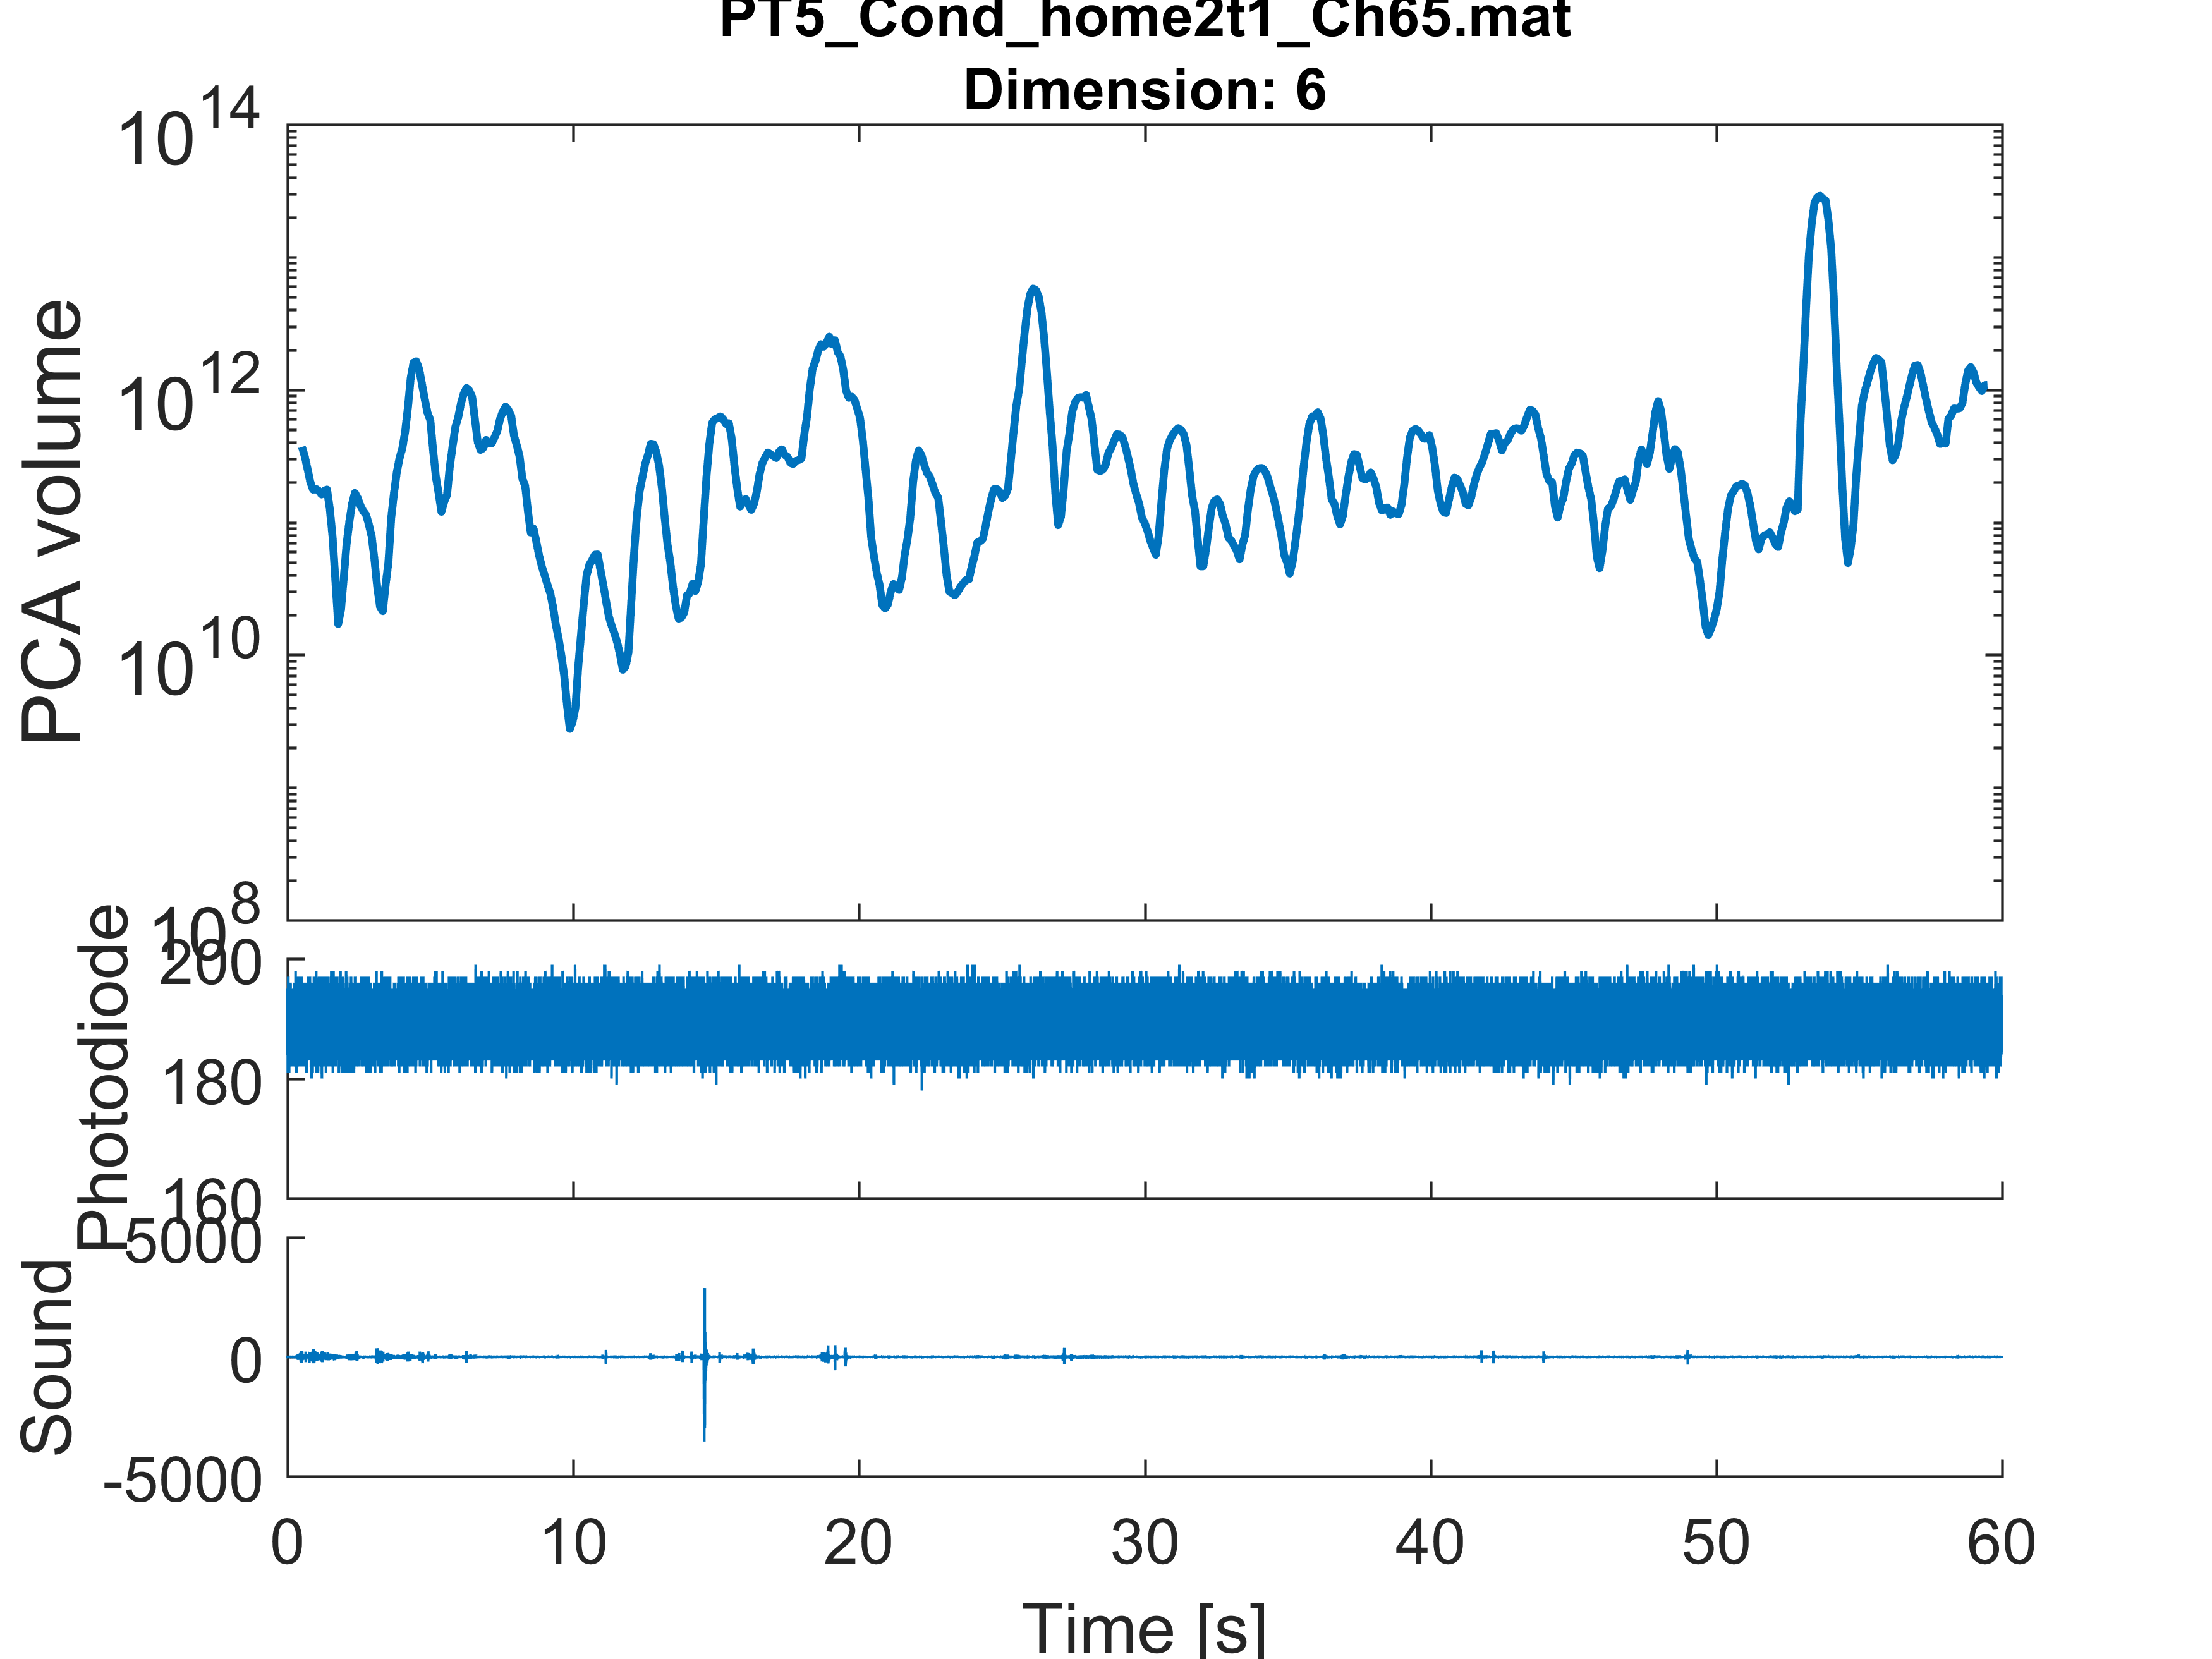 PT5_Cond_home2t1_Ch65.mat
Dimension: 6
PCA volume
10^14
10^12
10^10
10^8
Photodiode
200
180
160
Sound
5000
0
-5000
0 10 20 30 40 50 60
Time [s]